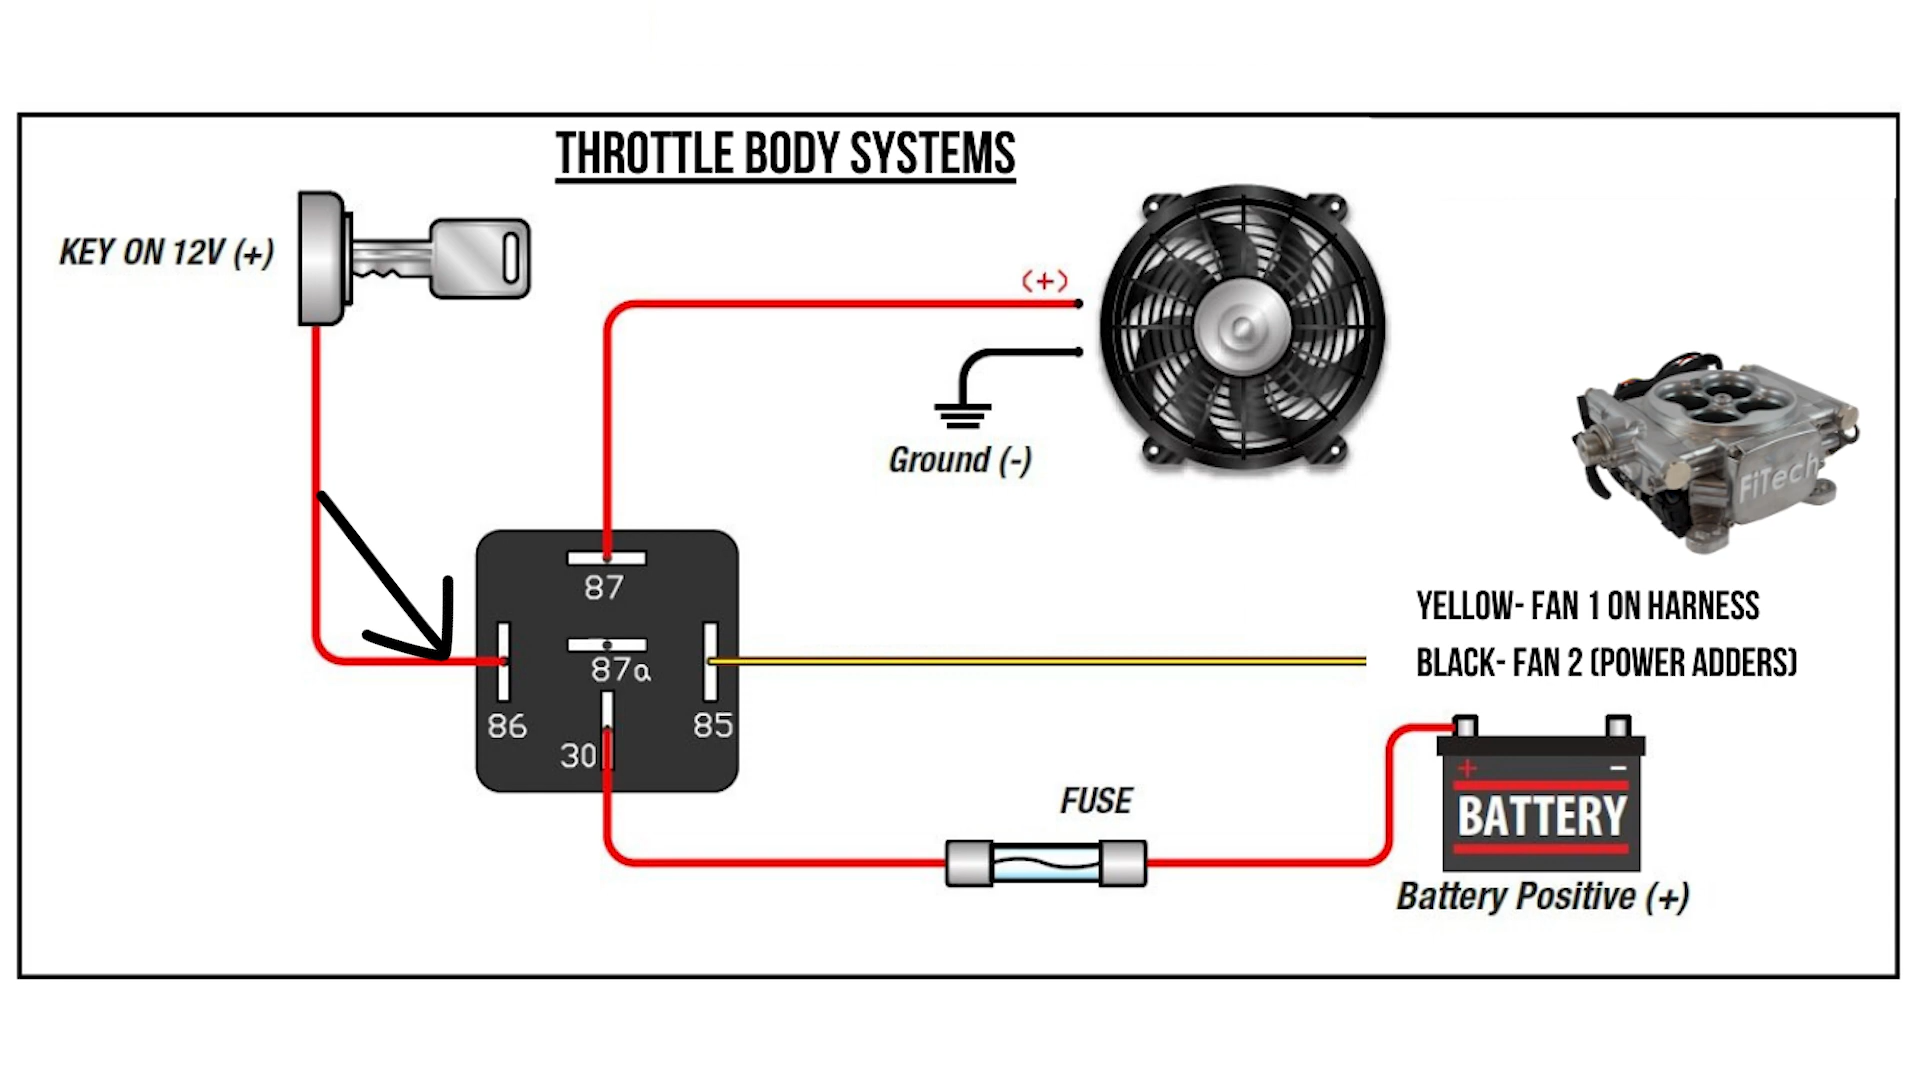 THROTTLE BODY SYSTEMS
KEY ON 12V (+)
(+)
Ground (-)
FiTech
87
87a
86
85
30
YELLOW- FAN 1 ON HARNESS
BLACK- FAN 2 (POWER ADDERS)
FUSE
+ −
BATTERY
Battery Positive (+)